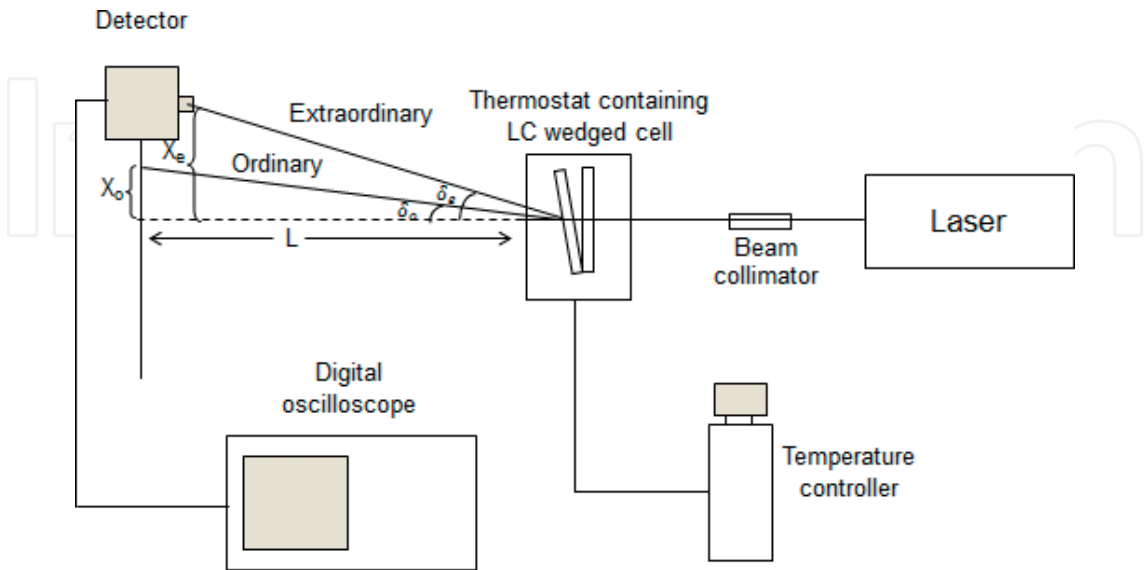 Detector
Extraordinary
Thermostat containing
LC wedged cell
Xe
Ordinary
Xo
δe
δo
L
Laser
Beam
collimator
Digital
oscilloscope
Temperature
controller